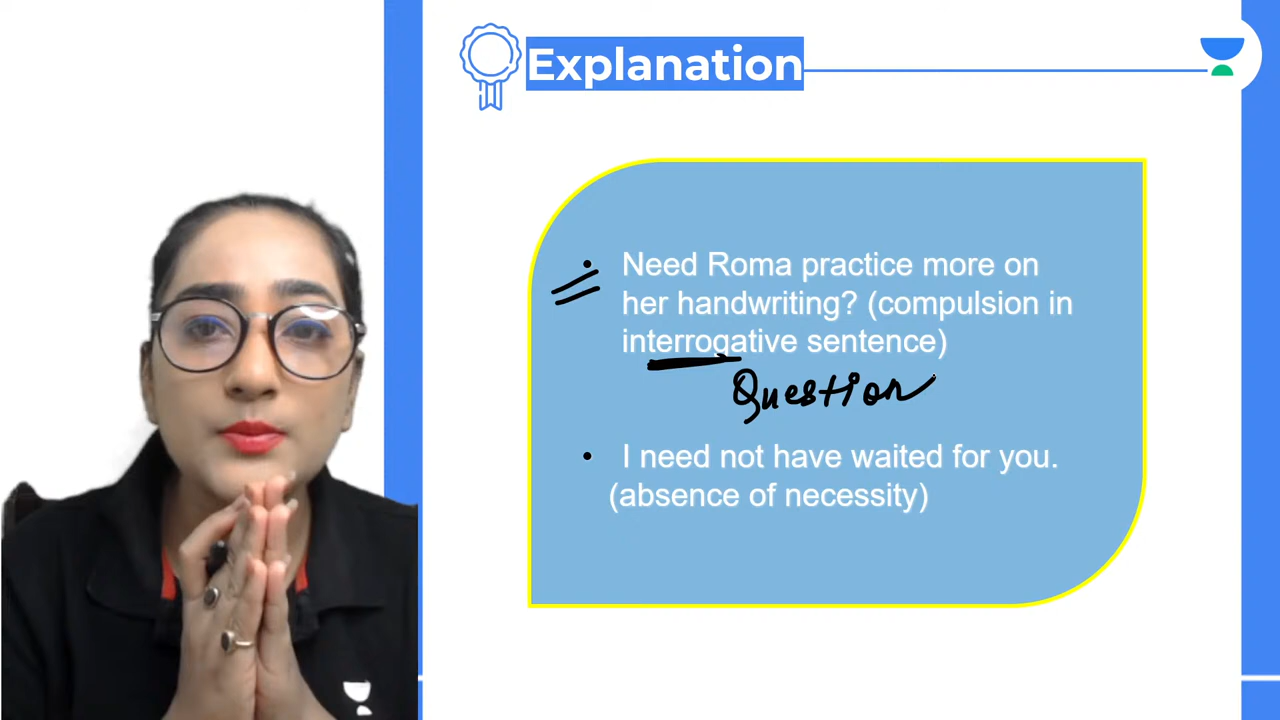 Explanation
• Need Roma practice more on
her handwriting? (compulsion in
interrogative sentence)
Question
• I need not have waited for you.
(absence of necessity)